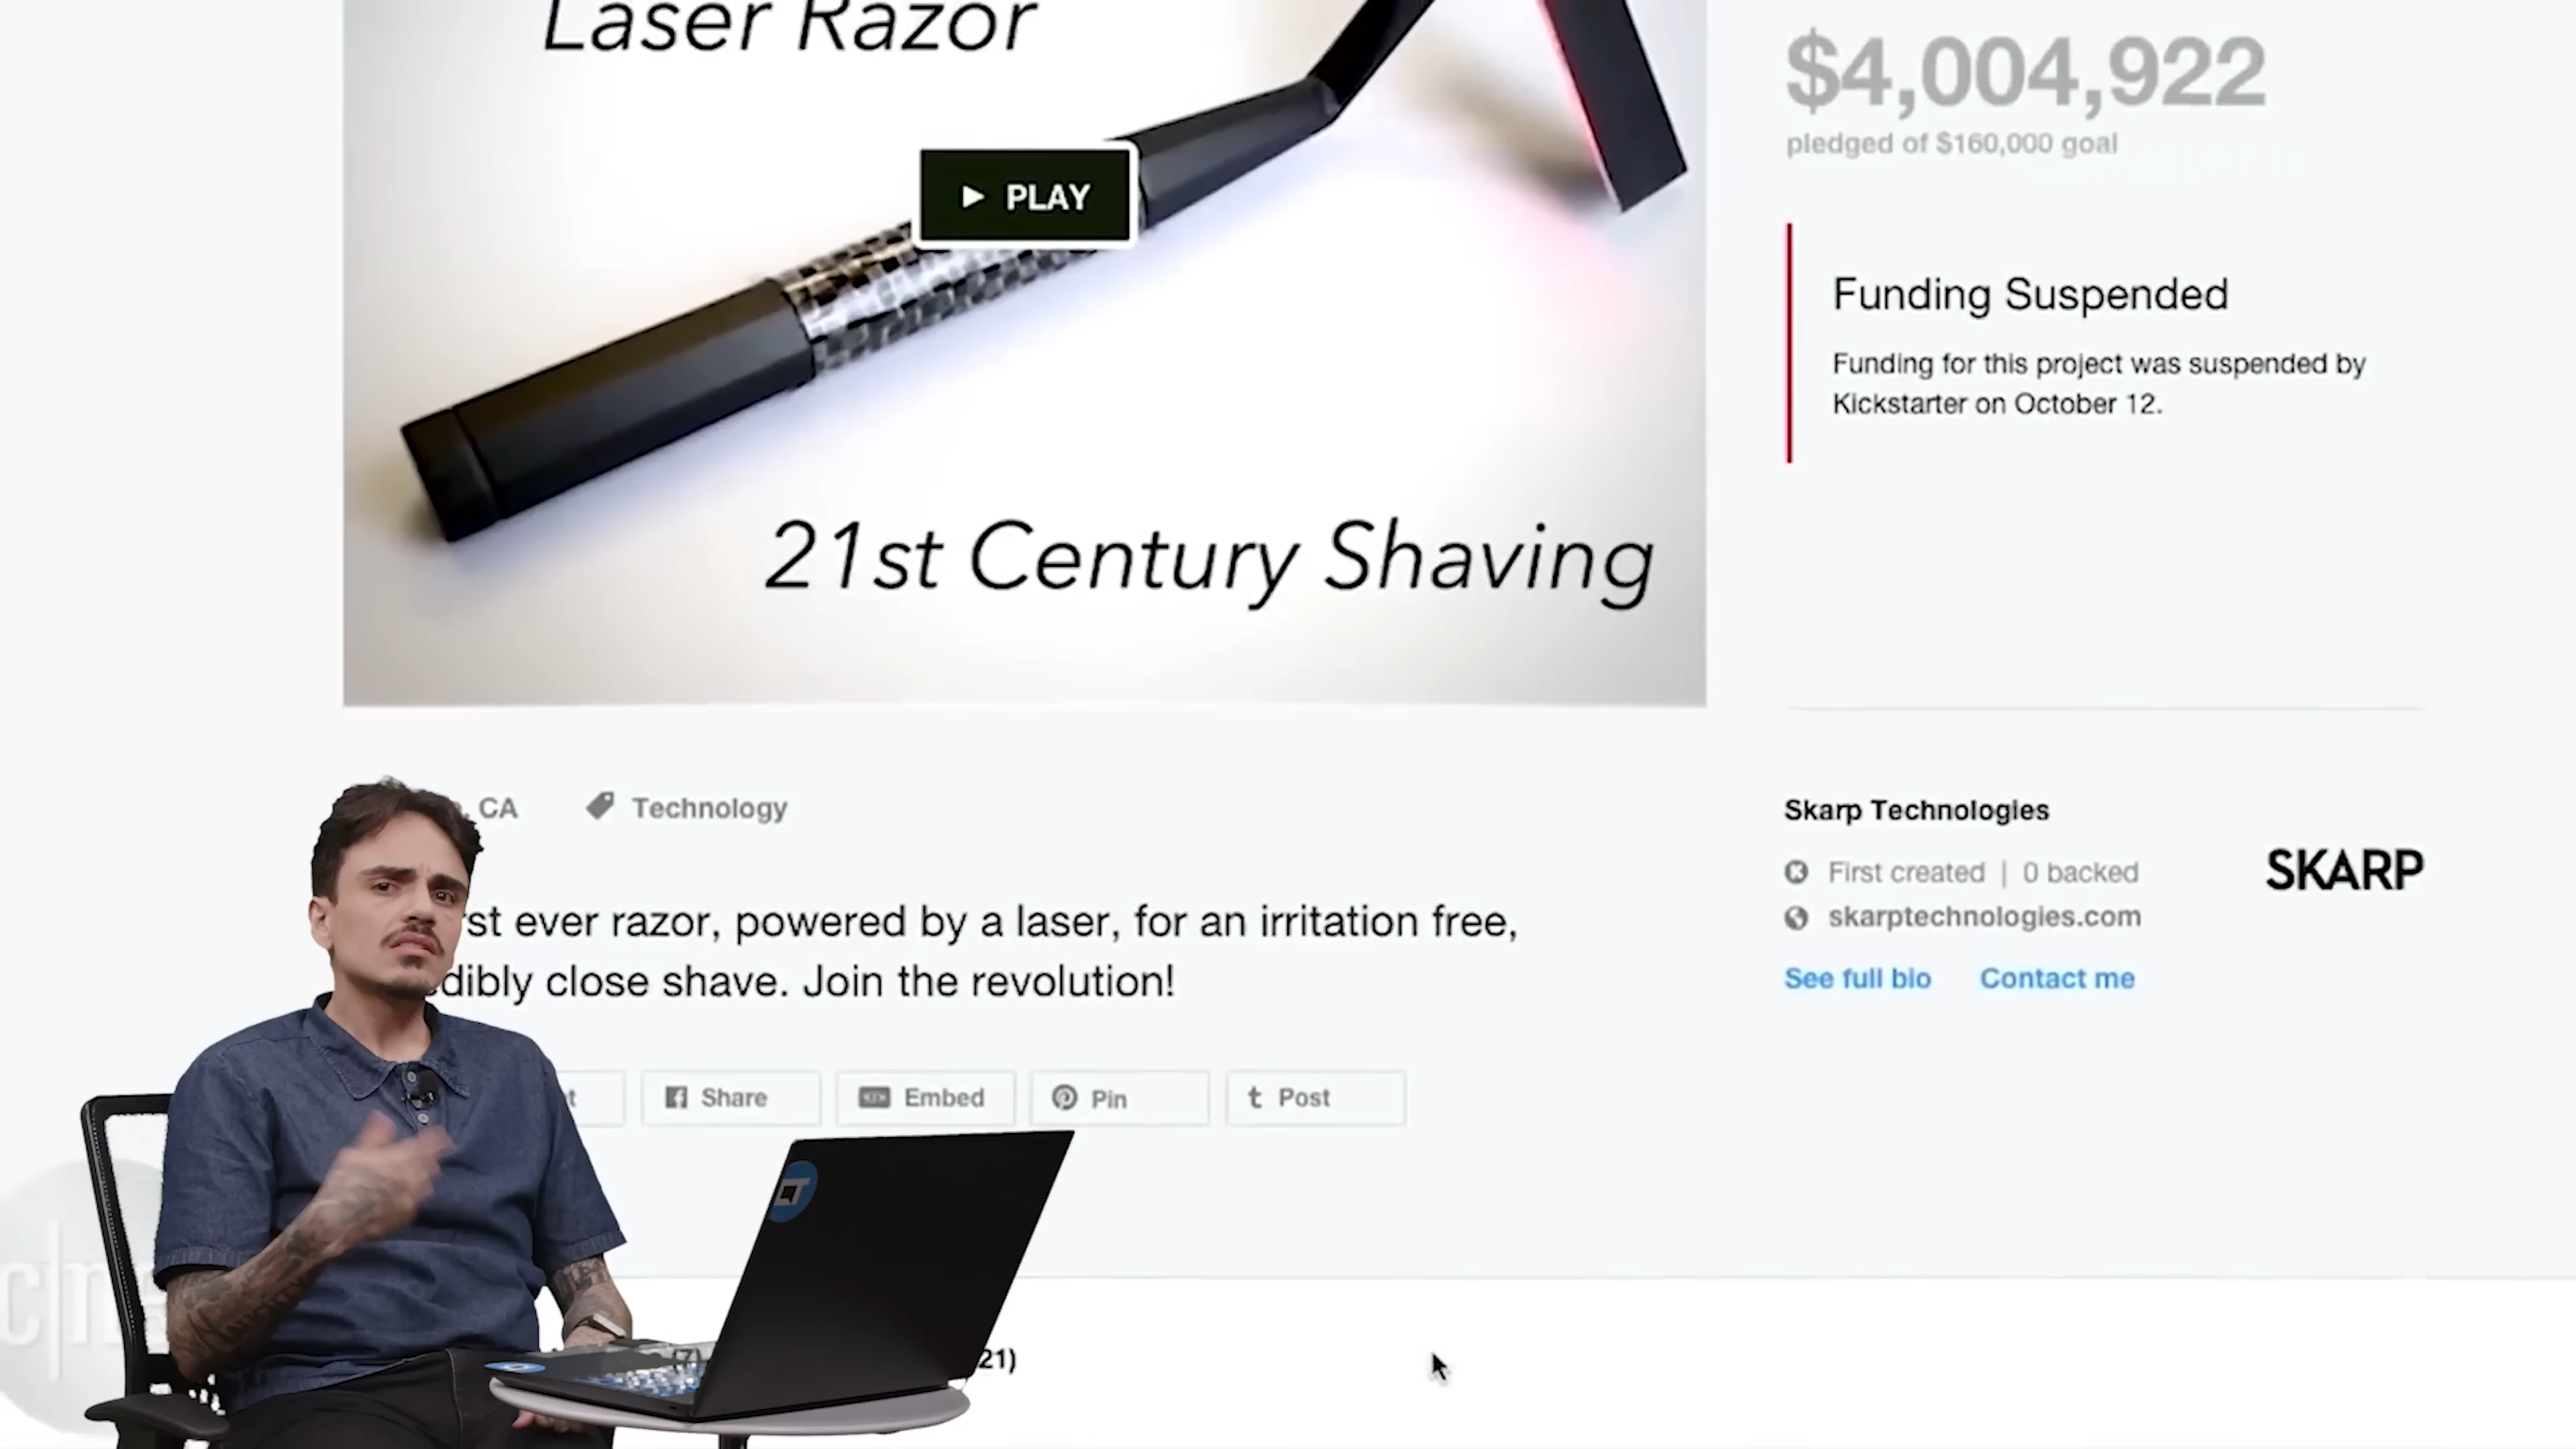 Laser Razor
$4,004,922
pledged of $160,000 goal
PLAY
Funding Suspended
Funding for this project was suspended by
Kickstarter on October 12.
21st Century Shaving
CA
Technology
Skarp Technologies
First created | 0 backed
SKARP
skarptechnologies.com
See full bio Contact me
ever razor, powered by a laser, for an irritation free,
close shave. Join the revolution!
Share
Embed
Pin
t Post